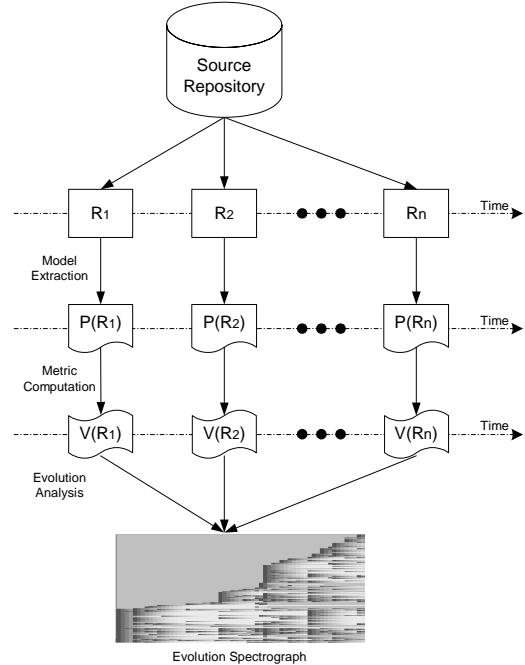 Source
Repository
R1
R2
Rn
Time
Model
Extraction
P(R1)
P(R2)
P(Rn)
Time
Metric
Computation
V(R1)
V(R2)
V(Rn)
Time
Evolution
Analysis
Evolution Spectrograph